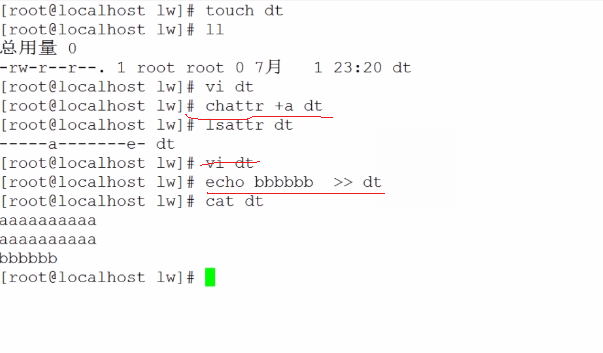 [root@localhost lw]# touch dt
[root@localhost lw]# ll
总用量 0
-rw-r--r--. 1 root root 0 7月   1 23:20 dt
[root@localhost lw]# vi dt
[root@localhost lw]# chattr +a dt
[root@localhost lw]# lsattr dt
-----a-------e- dt
[root@localhost lw]# vi dt
[root@localhost lw]# echo bbbbbb  >> dt
[root@localhost lw]# cat dt
aaaaaaaaaa
aaaaaaaaaa
bbbbbb
[root@localhost lw]#